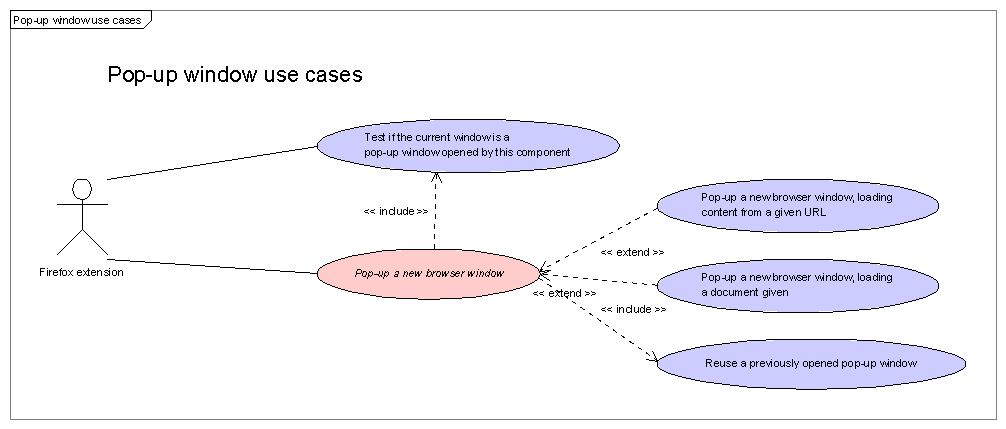 Pop-up window use cases
Pop-up window use cases
Test if the current window is a
pop-up window opened by this component
<< include >>
Pop-up a new browser window, loading
content from a given URL
<< extend >>
Firefox extension
Pop-up a new browser window
Pop-up a new browser window, loading
a document given
<< extend >>
<< include >>
Reuse a previously opened pop-up window